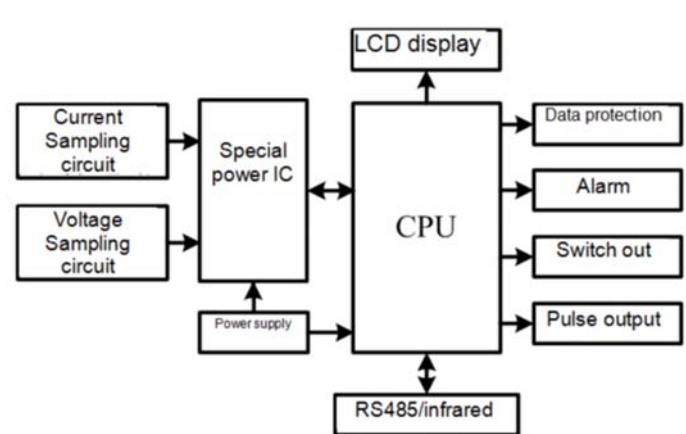 LCD display
Current
Sampling
circuit
Special
power IC
Data protection
Alarm
Voltage
Sampling
circuit
CPU
Switch out
Power supply
Pulse output
RS485/infrared